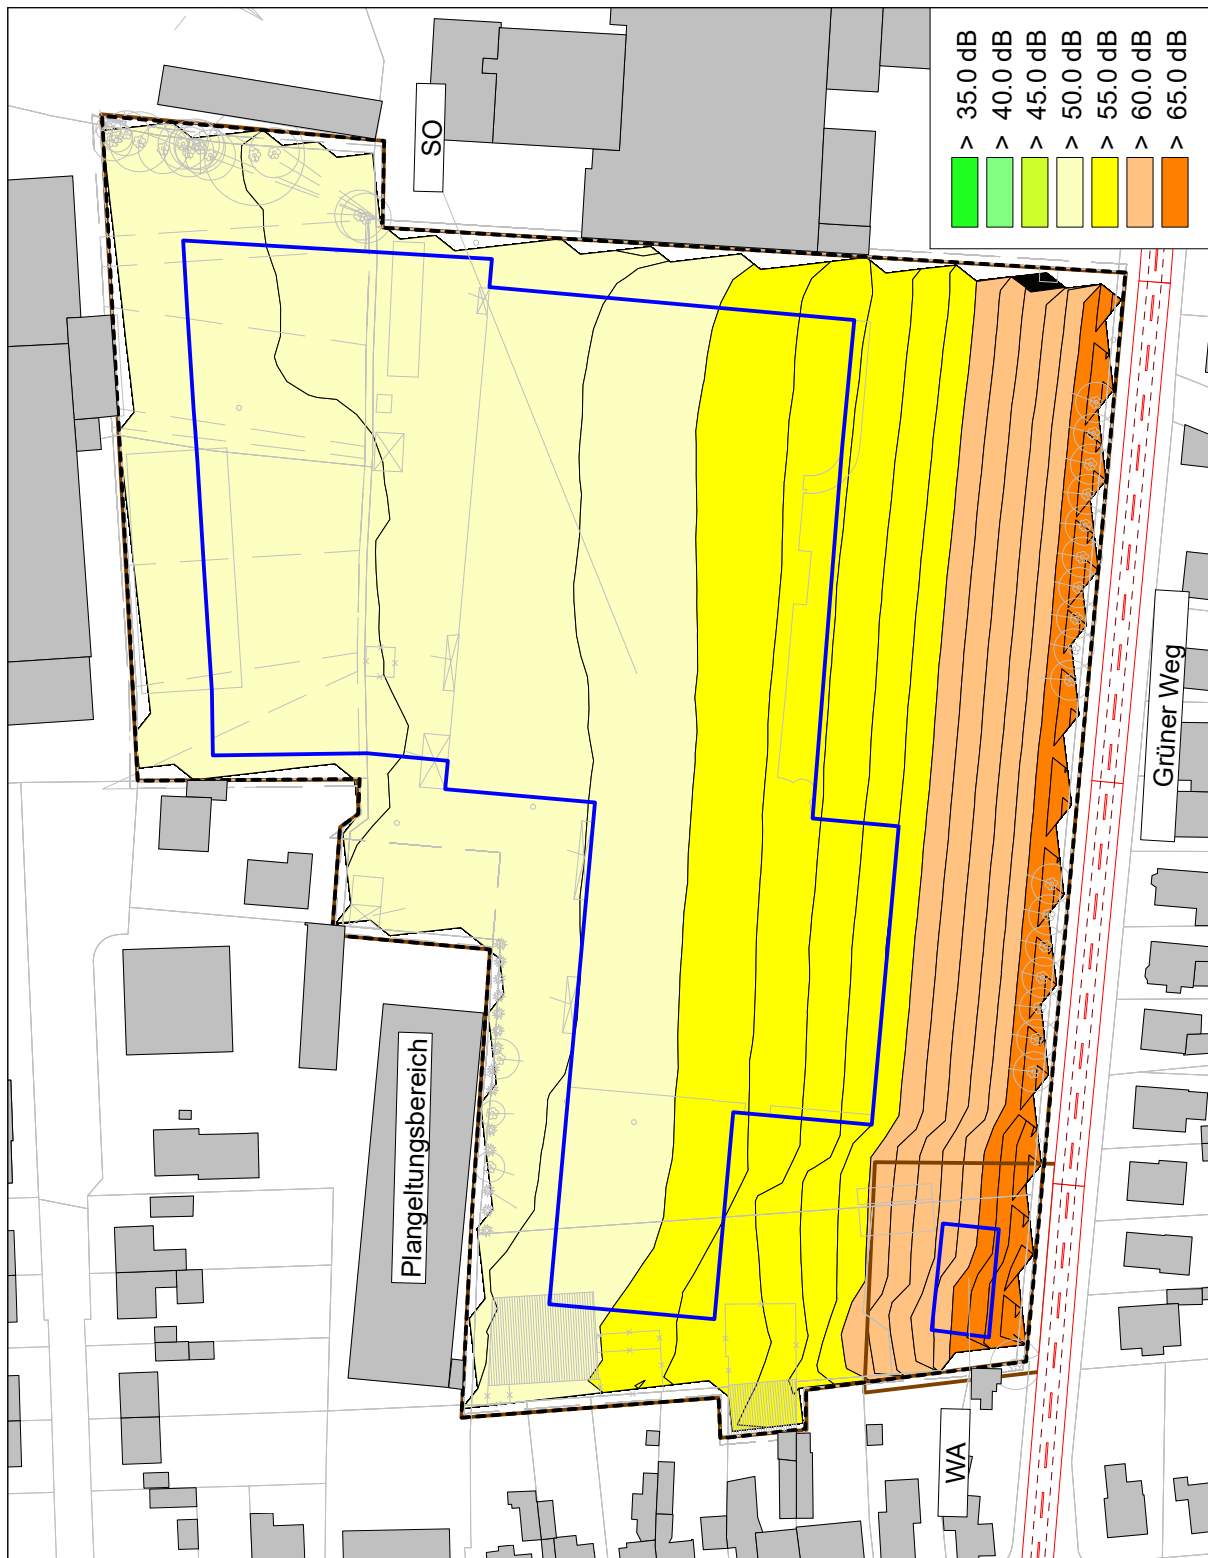 > 35.0 dB
> 40.0 dB
> 45.0 dB
> 50.0 dB
> 55.0 dB
> 60.0 dB
> 65.0 dB
SO
Plangeltungsbereich
Grüner Weg
WA